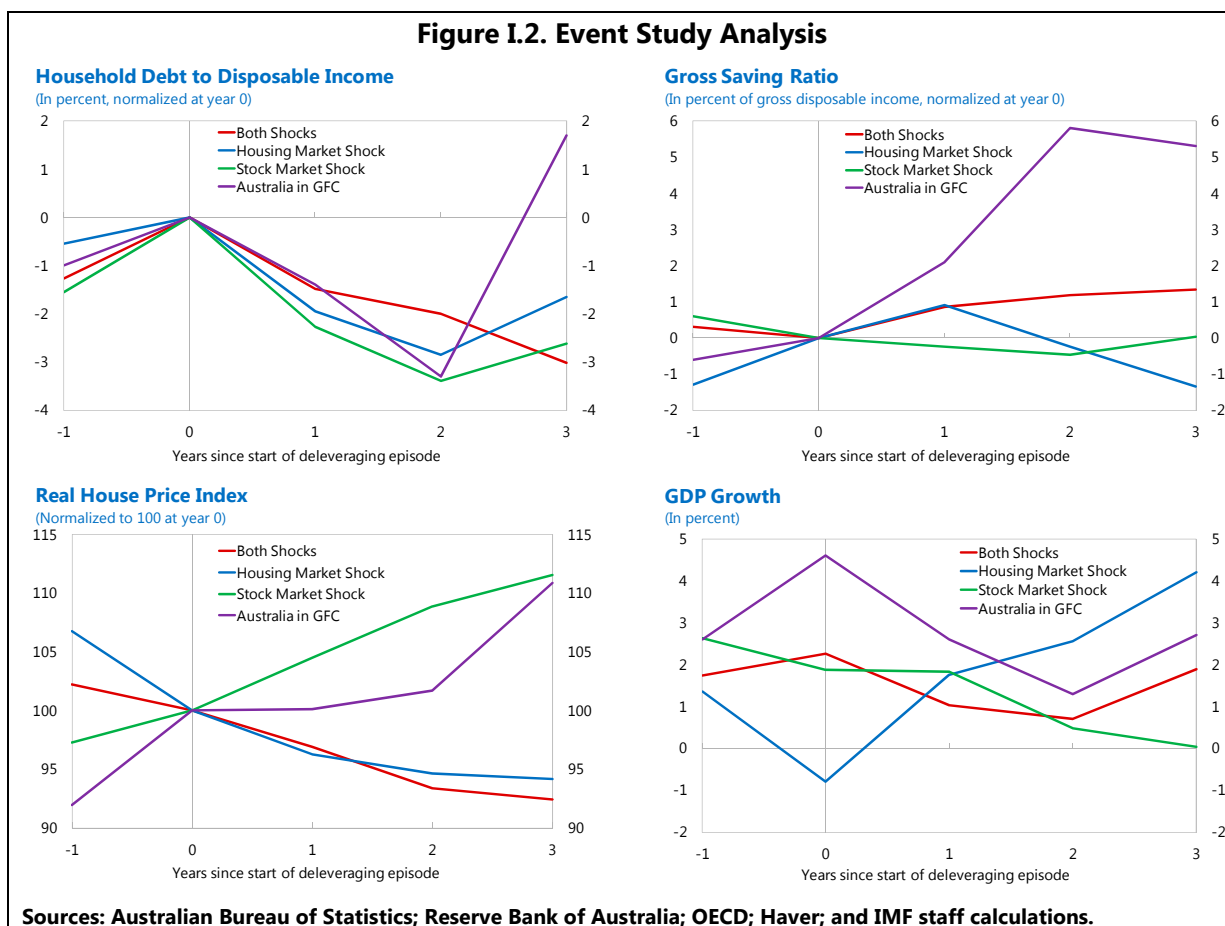 Figure I.2. Event Study Analysis
Household Debt to Disposable Income
(In percent, normalized at year 0)
2
1
0
-1
-2
-3
-4
Both Shocks
Housing Market Shock
Stock Market Shock
Australia in GFC
2
1
0
-1
-2
-3
-4
-1 0 1 2 3
Years since start of deleveraging episode
Gross Saving Ratio
(In percent of gross disposable income, normalized at year 0)
6
5
4
3
2
1
0
-1
-2
Both Shocks
Housing Market Shock
Stock Market Shock
Australia in GFC
6
5
4
3
2
1
0
-1
-2
-1 0 1 2 3
Years since start of deleveraging episode
Real House Price Index
(Normalized to 100 at year 0)
115
110
105
100
95
90
Both Shocks
Housing Market Shock
Stock Market Shock
Australia in GFC
115
110
105
100
95
90
-1 0 1 2 3
Years since start of deleveraging episode
GDP Growth
(In percent)
5
4
3
2
1
0
-1
-2
Both Shocks
Housing Market Shock
Stock Market Shock
Australia in GFC
5
4
3
2
1
0
-1
-2
-1 0 1 2 3
Years since start of deleveraging episode
Sources: Australian Bureau of Statistics; Reserve Bank of Australia; OECD; Haver; and IMF staff calculations.